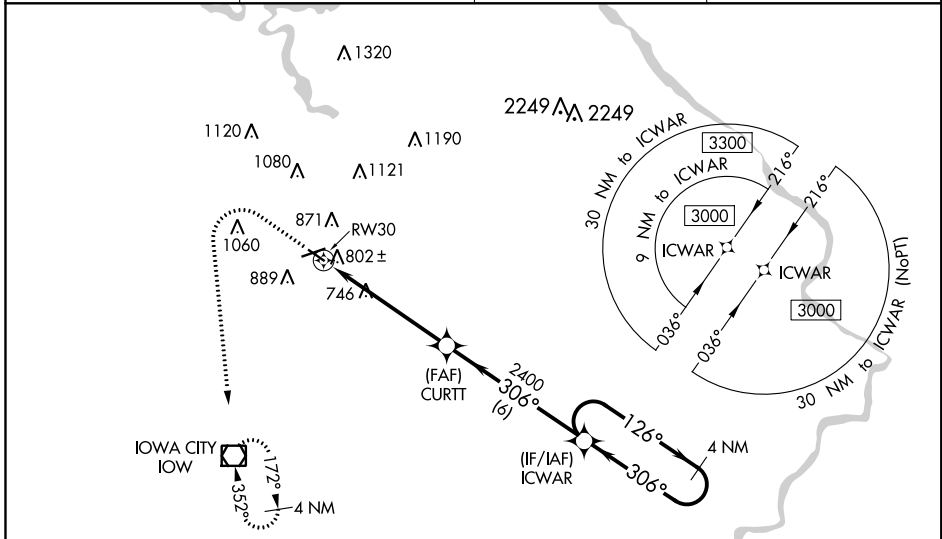 1320
2249 2249
1120
1190
30 NM to ICWAR
3300
1080
1121
216°
9 NM to ICWAR
216°
3000
871
RW30
1060
802 ±
ICWAR
ICWAR
889
746
3000
036°
036°
30 NM to ICWAR (NoPT)
(FAF)
CURTT
2400
306°
(6)
126°
4 NM
IOWA CITY
IOW
(IF/IAF)
ICWAR
306°
172°
352°
4 NM